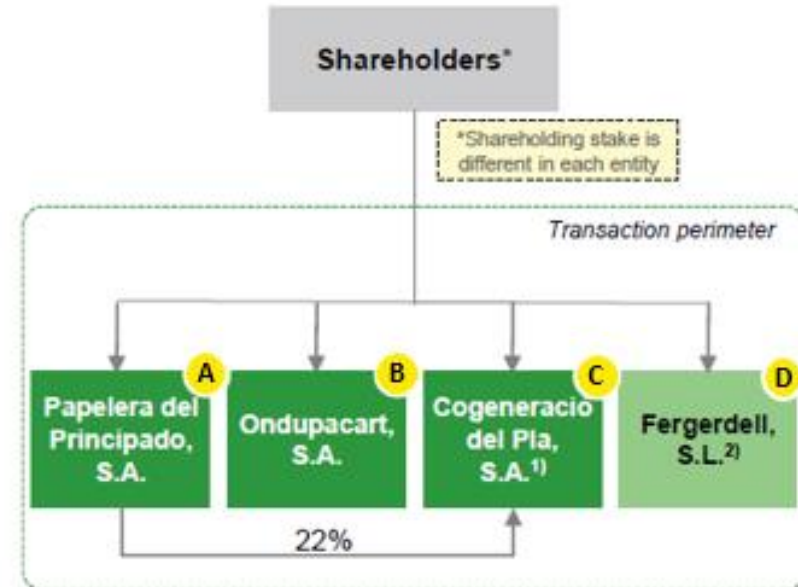 Shareholders*
*Shareholding stake is
different in each entity
Transaction perimeter
A
Papelera del
Principado,
S.A.
B
Ondupacart,
S.A.
C
Cogeneració
del Pla,
S.A.1)
D
Fergerdell,
S.L.2)
22%